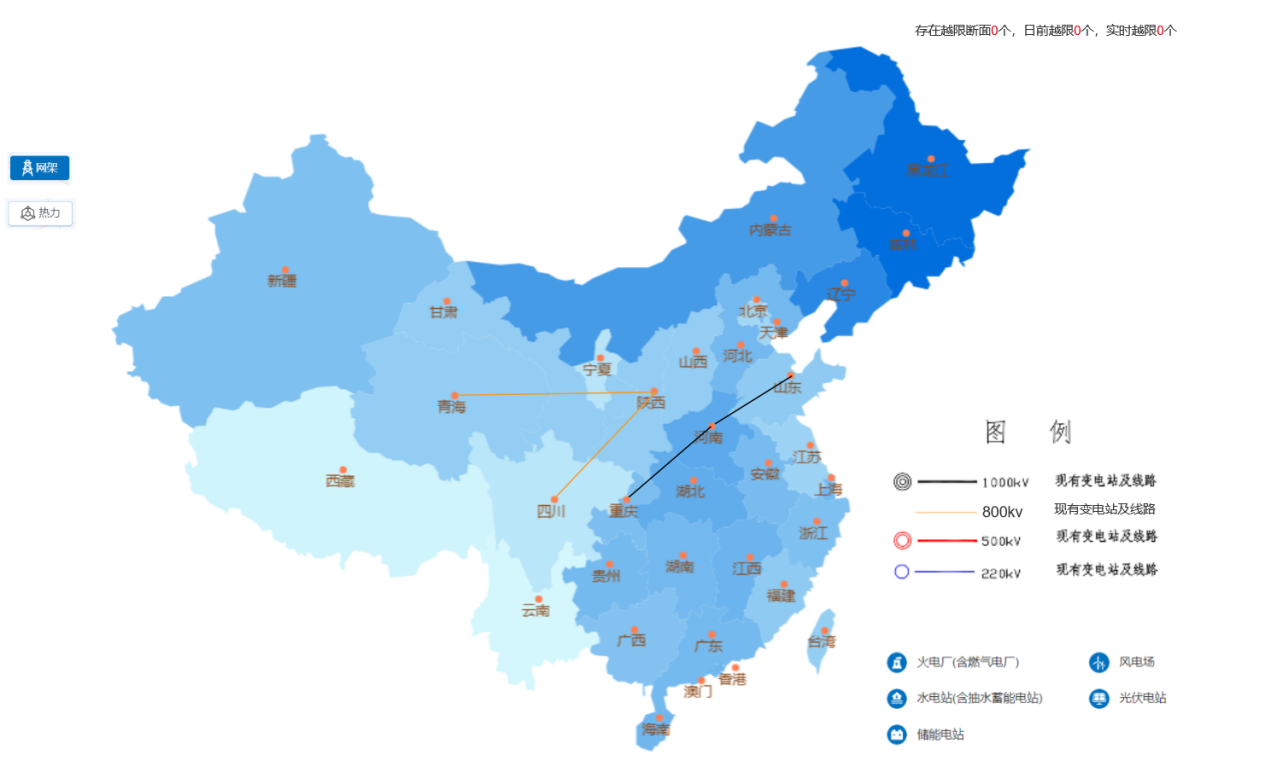 存在越限断面0个，日前越限0个，实时越限0个
网架
热力
黑龙江
内蒙古
吉林
新疆
辽宁
甘肃
北京
天津
山西
河北
宁夏
山东
陕西
青海
河南
江苏
安徽
西藏
上海
湖北
四川
重庆
浙江
湖南
江西
贵州
福建
云南
广西
广东
台湾
香港
澳门
海南
图 例
1000kV 现有变电站及线路
800kv 现有变电站及线路
500kV 现有变电站及线路
220kV 现有变电站及线路
火电厂(含燃气电厂) 风电场
水电站(含抽水蓄能电站) 光伏电站
储能电站